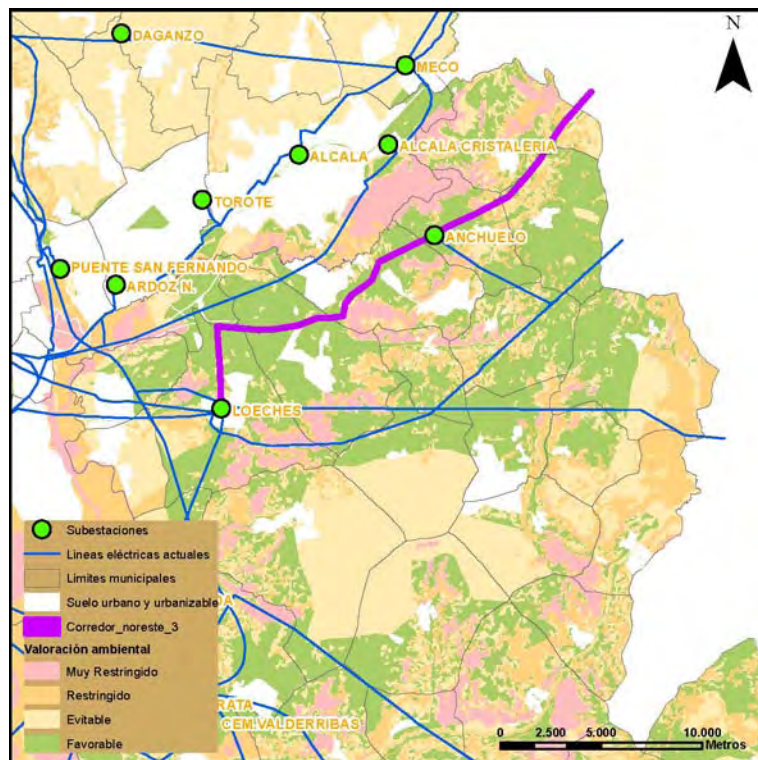 DAGANZO
N
MECO
ALCALA
ALCALA CRISTALERIA
TOROTE
ANCHUELO
PUENTE SAN FERNANDO
ARDOZ N.
LOECHES
Subestaciones
Lineas eléctricas actuales
Limites municipales
Suelo urbano y urbanizable
Corredor_noreste_3
Valoración ambiental
Muy Restringido
Restringido
Evitable
Favorable
RATA
CEM.VALDERRIBAS
0 2.500 5.000 10.000
Metros